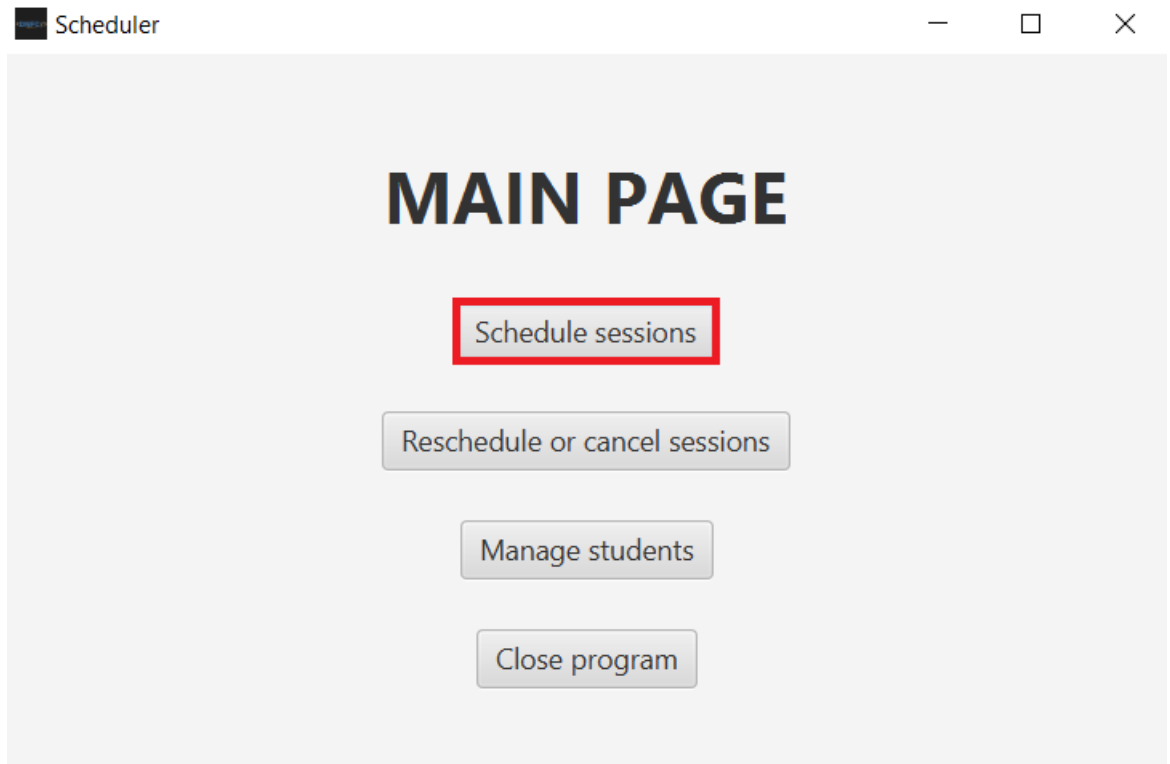 Scheduler
MAIN PAGE
Schedule sessions
Reschedule or cancel sessions
Manage students
Close program